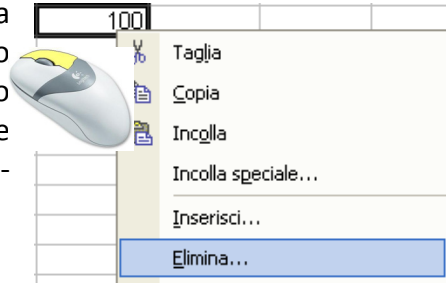 a
100
o
Taglia
o
Copia
e
Incolla
-
Incolla speciale...
Inserisci...
Elimina...